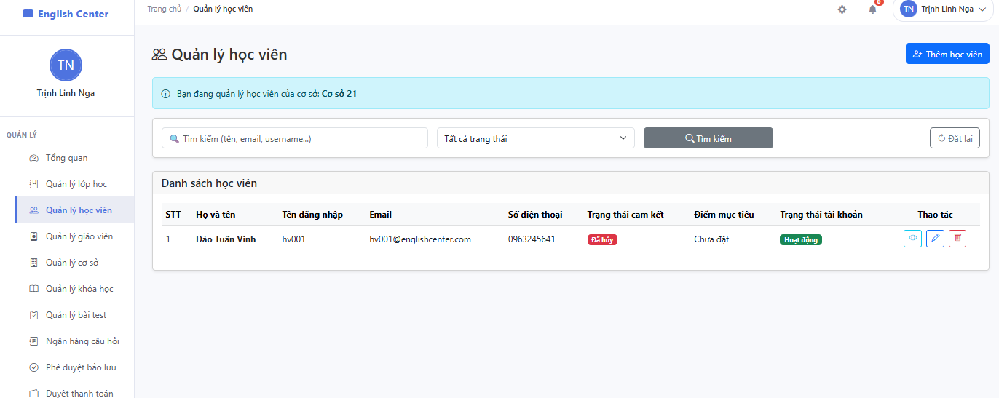 English Center
Trang chủ / Quản lý học viên
TN Trịnh Linh Nga
TN
Trịnh Linh Nga
QUẢN LÝ
Tổng quan
Quản lý lớp học
Quản lý học viên
Quản lý giáo viên
Quản lý cơ sở
Quản lý khóa học
Quản lý bài test
Ngân hàng câu hỏi
Phê duyệt bảo lưu
Duyệt thanh toán
Quản lý học viên
Thêm học viên
Bạn đang quản lý học viên của cơ sở: Cơ sở 21
Tìm kiếm (tên, email, username...) Tất cả trạng thái Tìm kiếm Đặt lại
Danh sách học viên
STT Họ và tên Tên đăng nhập Email Số điện thoại Trạng thái cam kết Điểm mục tiêu Trạng thái tài khoản Thao tác
1 Đào Tuấn Vinh hv001 hv001@englishcenter.com 0963245641 Đã hủy Chưa đặt Hoạt động